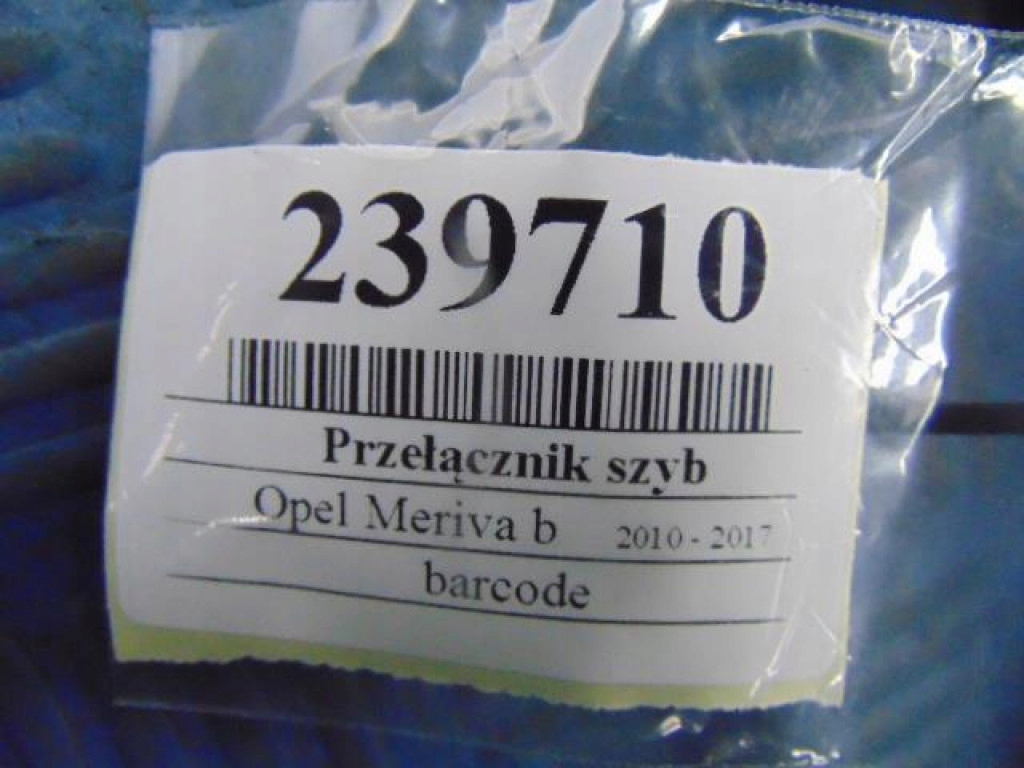 239710
Przełącznik szyb
Opel Meriva b 2010 - 2017
barcode